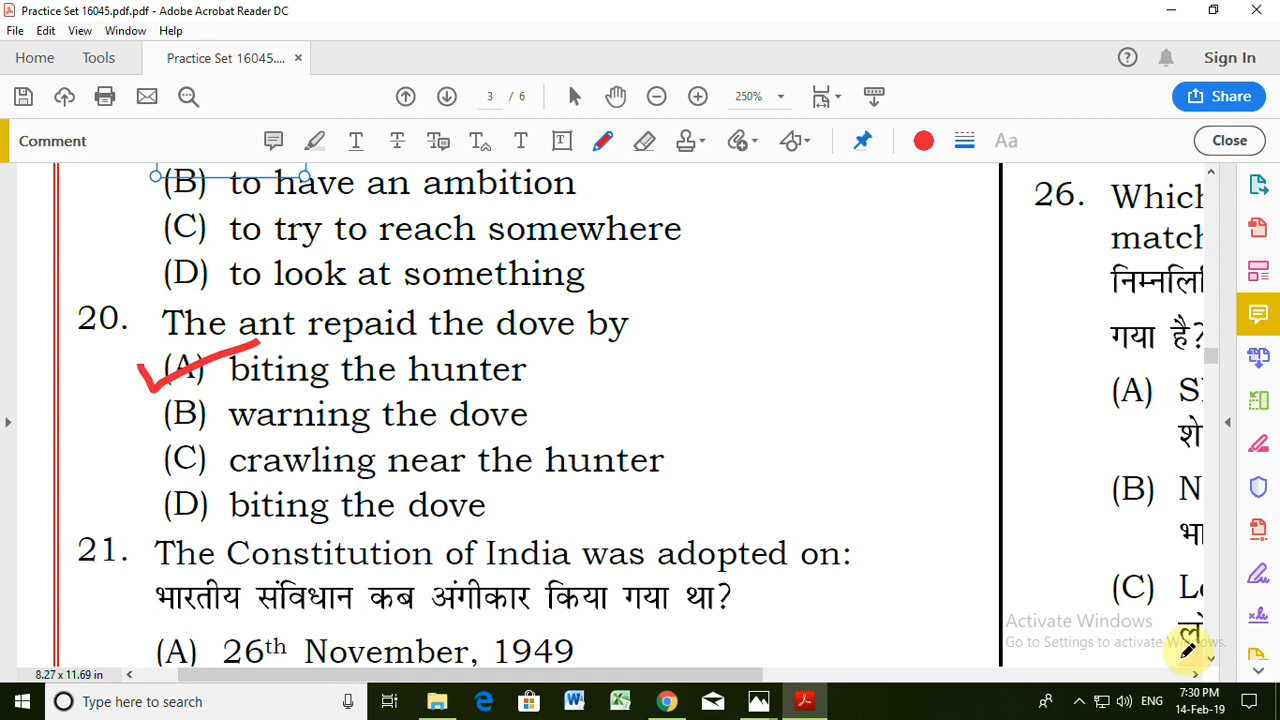 Practice Set 16045.pdf.pdf - Adobe Acrobat Reader DC
File Edit View Window Help
Home Tools Practice Set 16045.... × Sign In
3 / 6 250% Share
Comment Aa Close
(B) to have an ambition
(C) to try to reach somewhere
(D) to look at something
20. The ant repaid the dove by
(A) biting the hunter
(B) warning the dove
(C) crawling near the hunter
(D) biting the dove
21. The Constitution of India was adopted on:
भारतीय संविधान कब अंगीकार किया गया था?
(A) 26th November, 1949
26. Which
match
निम्नलि
गया है?
(A) S
शे
(B) N
भा
(C) Le
Activate Windows
Go to Settings to activate Windows.
8.27 x 11.69 in
Type here to search
ENG
7:30 PM
14-Feb-19